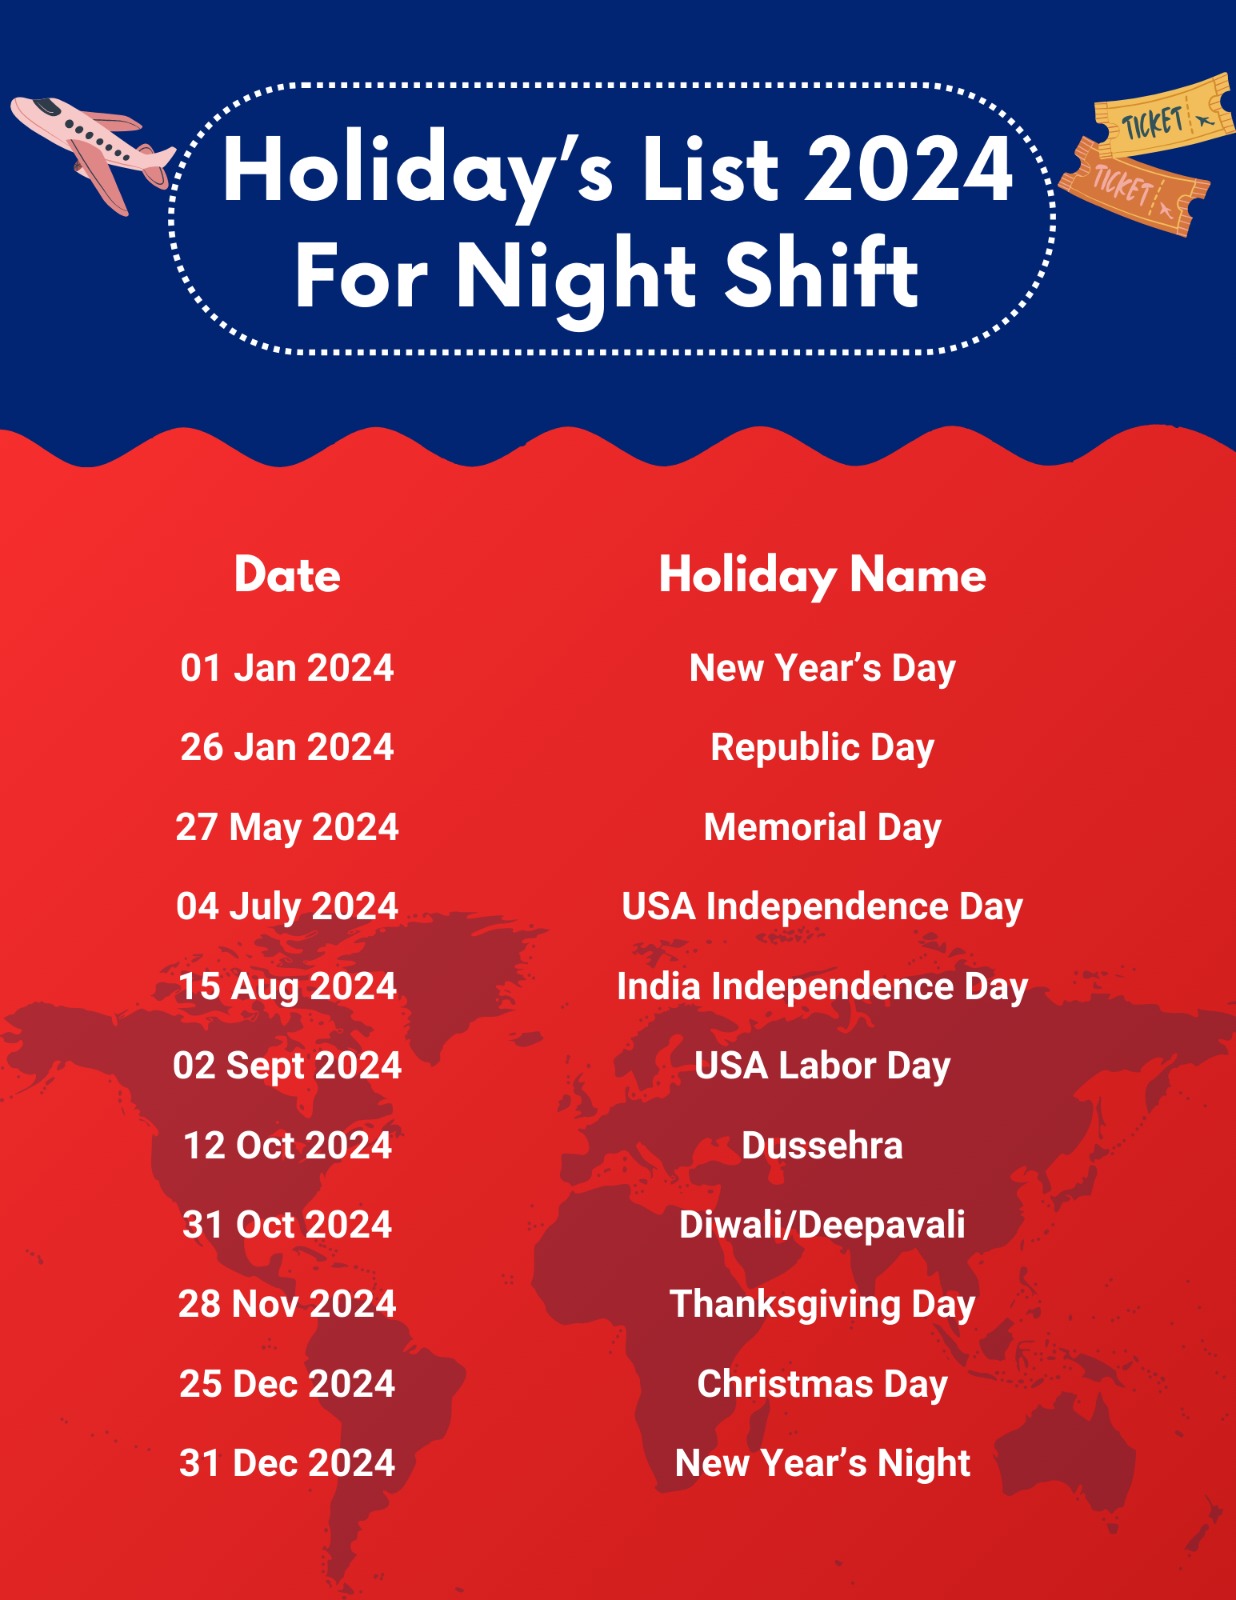 Holiday’s List 2024
For Night Shift
TICKET
TICKET
Date Holiday Name
01 Jan 2024 New Year’s Day
26 Jan 2024 Republic Day
27 May 2024 Memorial Day
04 July 2024 USA Independence Day
15 Aug 2024 India Independence Day
02 Sept 2024 USA Labor Day
12 Oct 2024 Dussehra
31 Oct 2024 Diwali/Deepavali
28 Nov 2024 Thanksgiving Day
25 Dec 2024 Christmas Day
31 Dec 2024 New Year’s Night